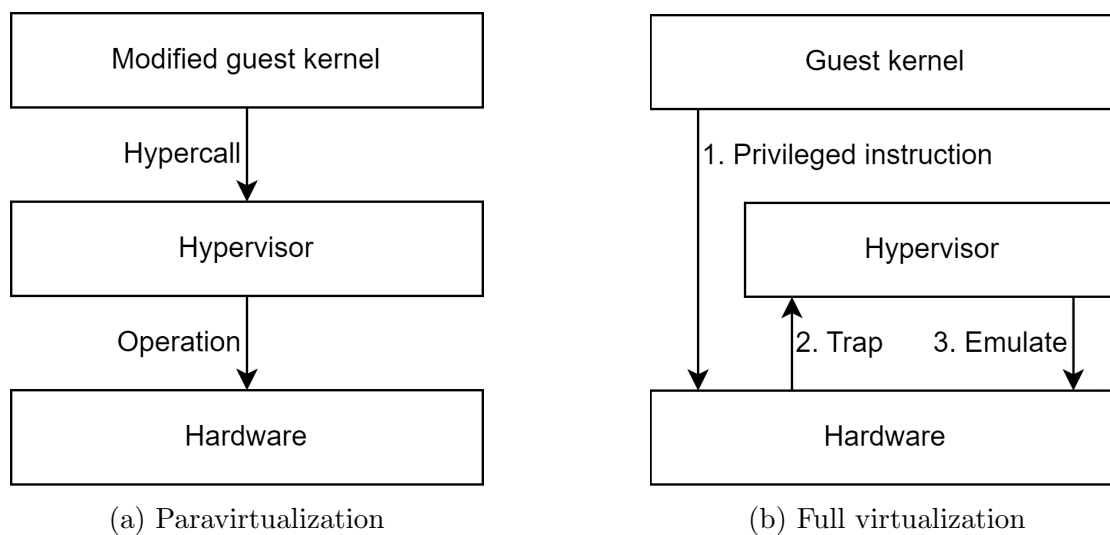 Modified guest kernel
Hypercall
Hypervisor
Operation
Hardware
(a) Paravirtualization
Guest kernel
1. Privileged instruction
Hypervisor
2. Trap
3. Emulate
Hardware
(b) Full virtualization